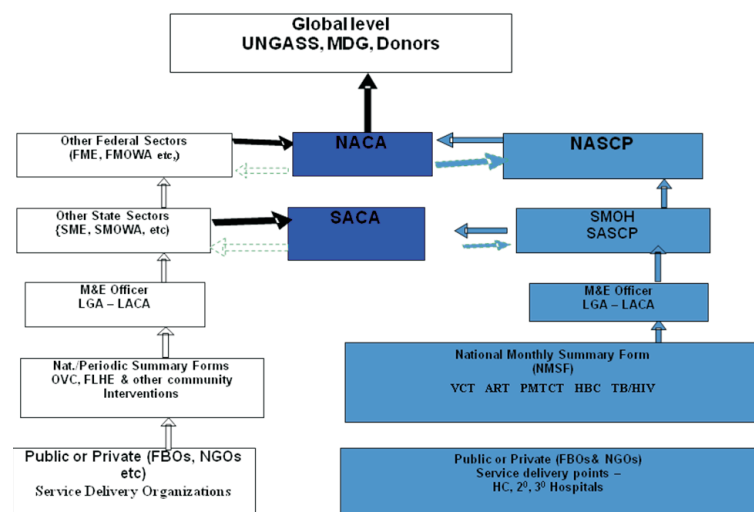 Global level
UNGASS, MDG, Donors
Other Federal Sectors
(FME, FMOWA etc,)
NACA
NASCP
Other State Sectors
{SME, SMOWA, etc)
SACA
SMOH
SASCP
M&E Officer
LGA – LACA
M&E Officer
LGA – LACA
Nat./Periodic Summary Forms
OVC, FLHE & other community
Interventions
National Monthly Summary Form
(NMSF)
VCT ART PMTCT HBC TB/HIV
Public or Private (FBOs, NGOs
etc)
Service Delivery Organizations
Public or Private (FBOs& NGOs)
Service delivery points –
HC, 2⁰, 3⁰ Hospitals